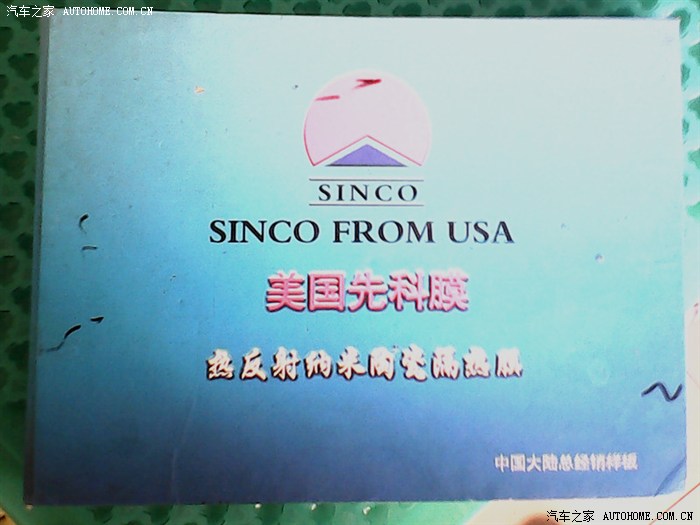 汽车之家 | AUTOHOME.COM.CN
SINCO
SINCO FROM USA
美国先科膜
热反射纳米陶瓷隔热膜
中国大陆总经销样板
汽车之家 | AUTOHOME.COM.CN